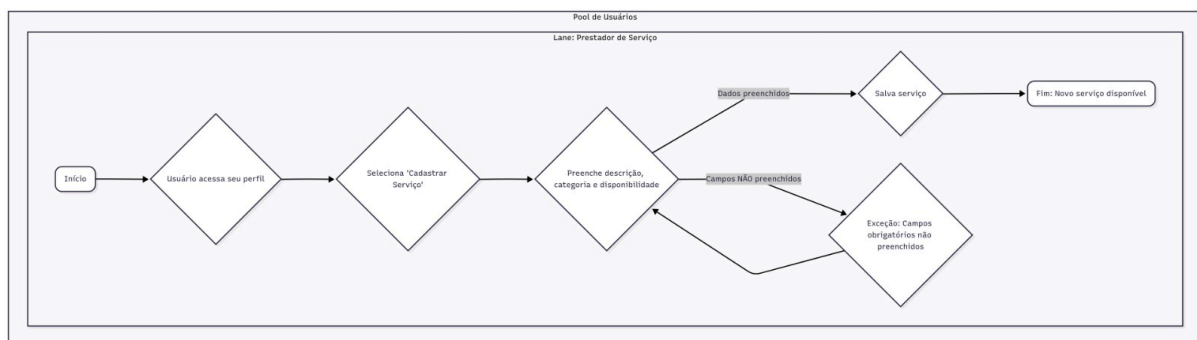 Pool de Usuários
Lane: Prestador de Serviço
Início
Usuário acessa seu perfil
Seleciona 'Cadastrar
Serviço'
Preenche descrição,
categoria e disponibilidade
Dados preenchidos
Salva serviço
Fim: Novo serviço disponível
Campos NÃO preenchidos
Exceção: Campos
obrigatórios não
preenchidos